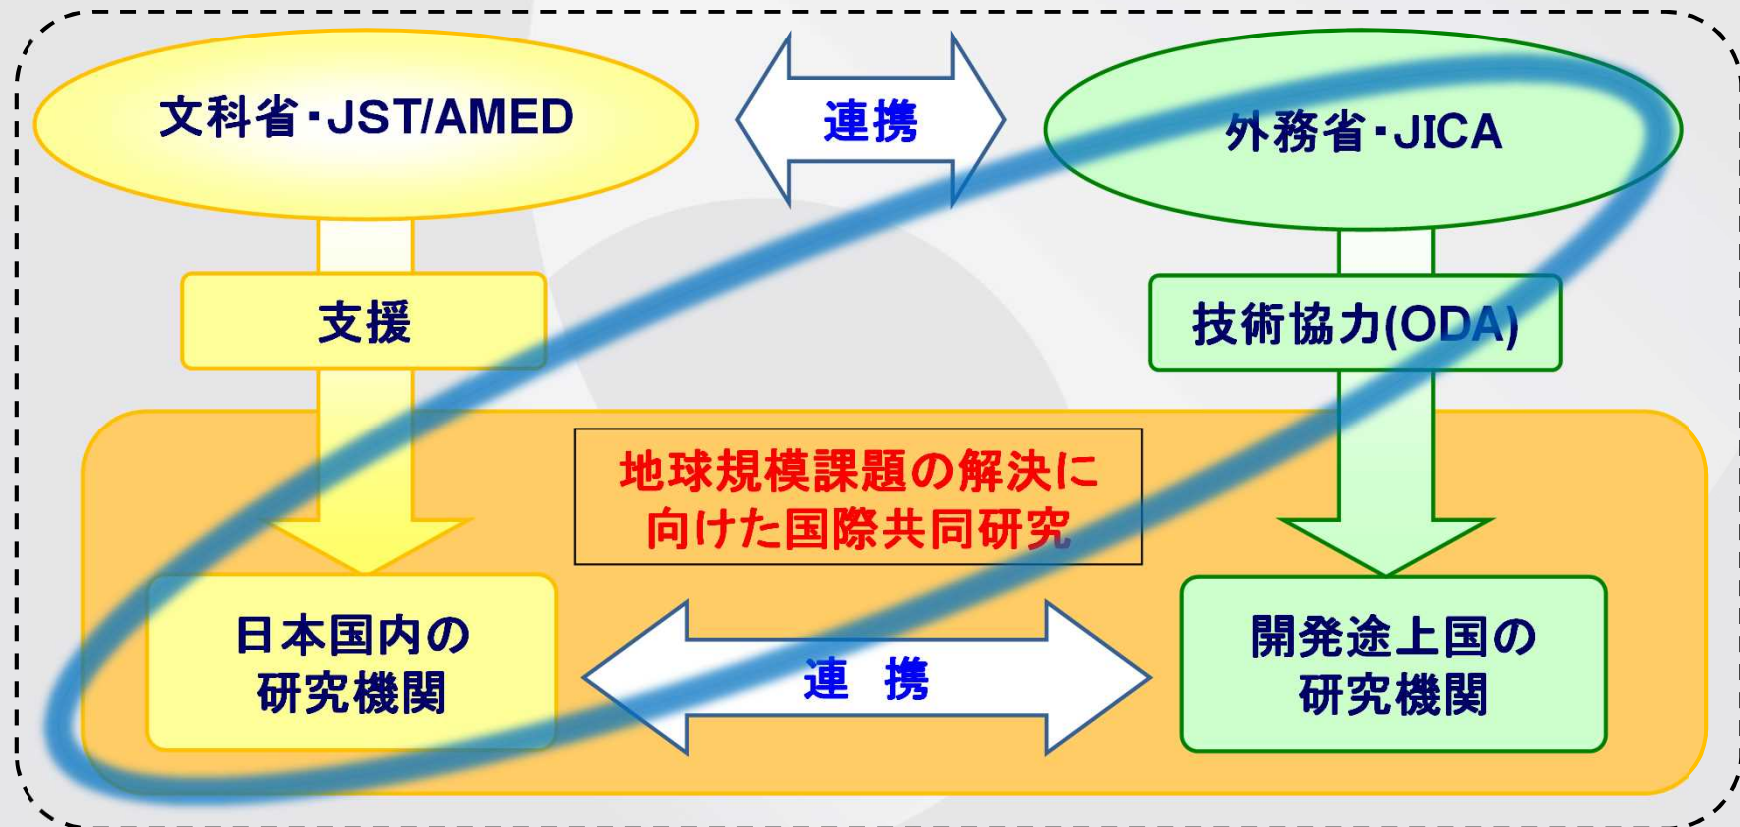 文科省・JST/AMED
連携
外務省・JICA
支援
技術協力(ODA)
地球規模課題の解決に
向けた国際共同研究
日本国内の
研究機関
連 携
開発途上国の
研究機関